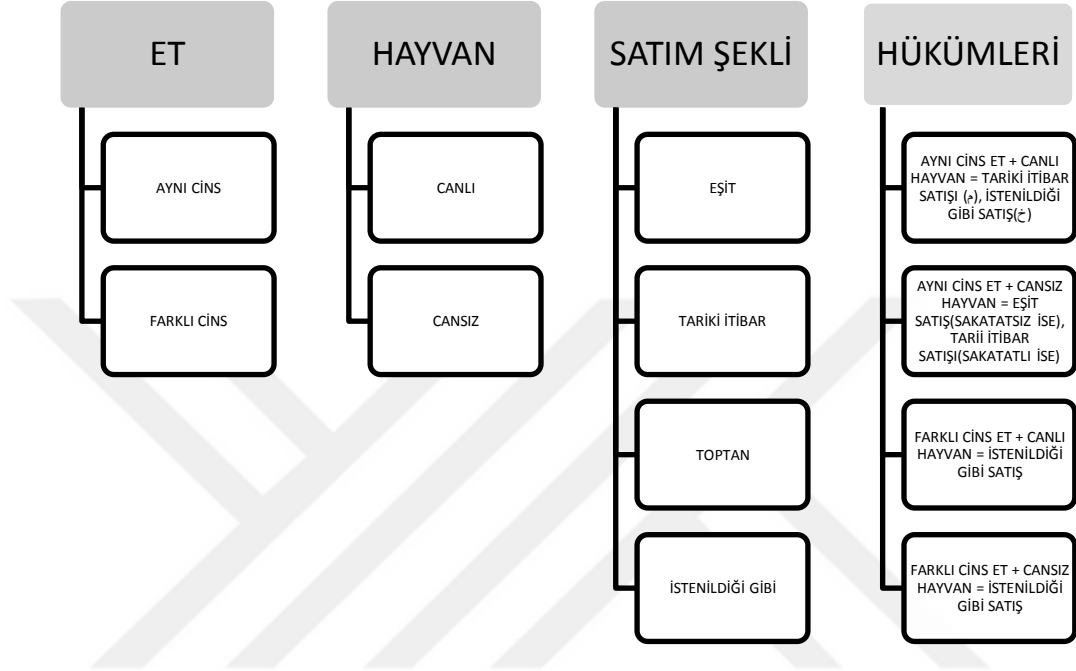 ET
AYNI CİNS
FARKLI CİNS
HAYVAN
CANLI
CANSIZ
SATIM ŞEKLİ
EŞİT
TARİKİ İTİBAR
TOPTAN
İSTENİLDİĞİ GİBİ
HÜKÜMLERİ
AYNI CİNS ET + CANLI
HAYVAN = TARİKİ İTİBAR
SATIŞI (م), İSTENİLDİĞİ
GİBİ SATIŞ(خ)
AYNI CİNS ET + CANSIZ
HAYVAN = EŞİT
SATIŞ(SAKATATSIZ İSE),
TARİİ İTİBAR
SATIŞI(SAKATATLI İSE)
FARKLI CİNS ET + CANLI
HAYVAN = İSTENİLDİĞİ
GİBİ SATIŞ
FARKLI CİNS ET + CANSIZ
HAYVAN = İSTENİLDİĞİ
GİBİ SATIŞ